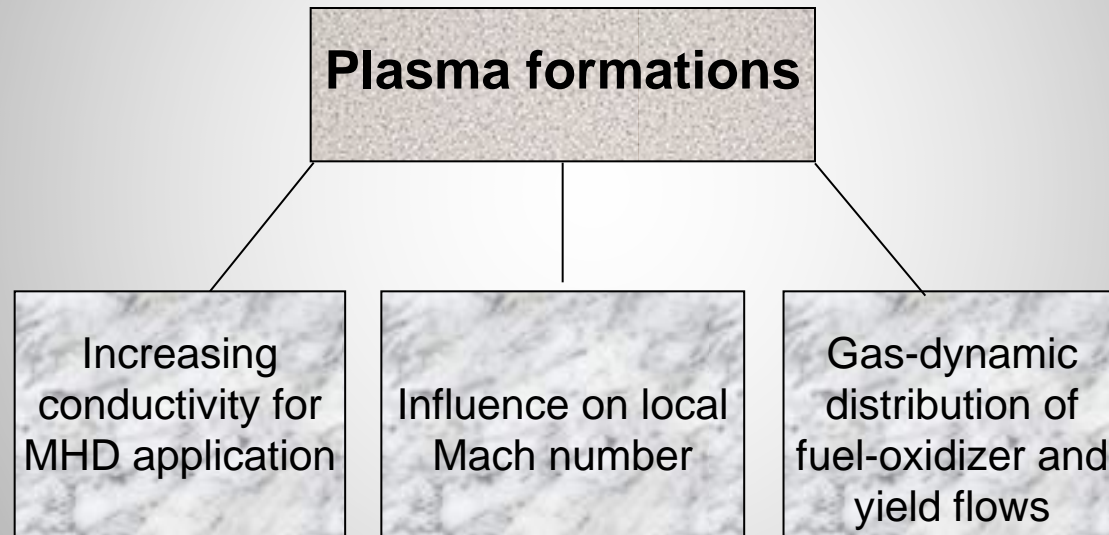 Plasma formations
Increasing
conductivity for
MHD application
Influence on local
Mach number
Gas-dynamic
distribution of
fuel-oxidizer and
yield flows